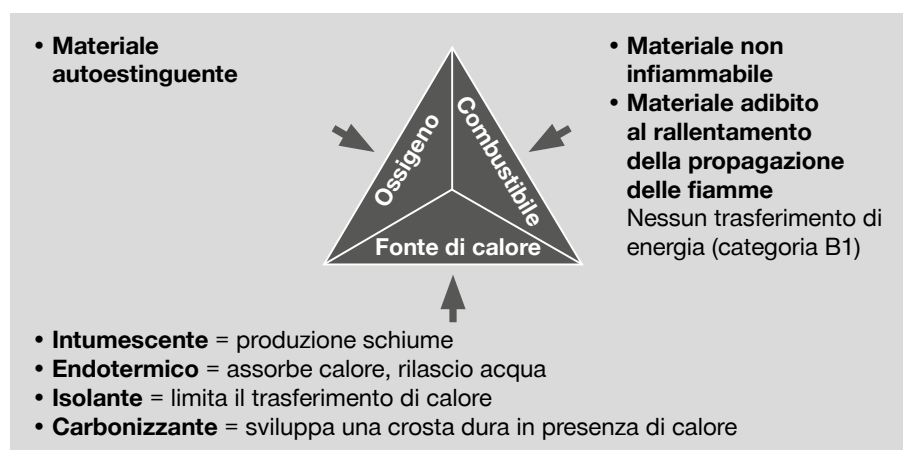 • Materiale
autoestinguente
• Materiale non
infiammabile
• Materiale adibito
al rallentamento
della propagazione
delle fiamme
Nessun trasferimento di
energia (categoria B1)
Ossigeno
Combustibile
Fonte di calore
• Intumescente = produzione schiume
• Endotermico = assorbe calore, rilascio acqua
• Isolante = limita il trasferimento di calore
• Carbonizzante = sviluppa una crosta dura in presenza di calore